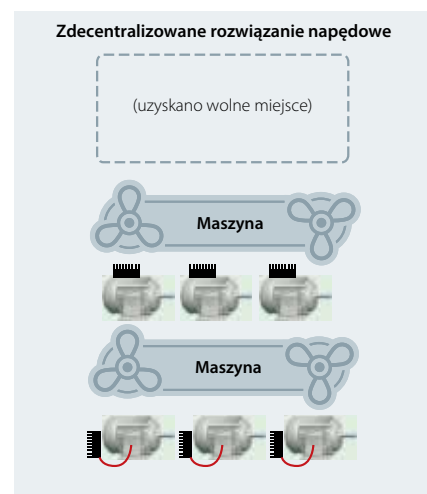 Zdecentralizowane rozwiązanie napędowe
(uzyskano wolne miejsce)
Maszyna
Maszyna